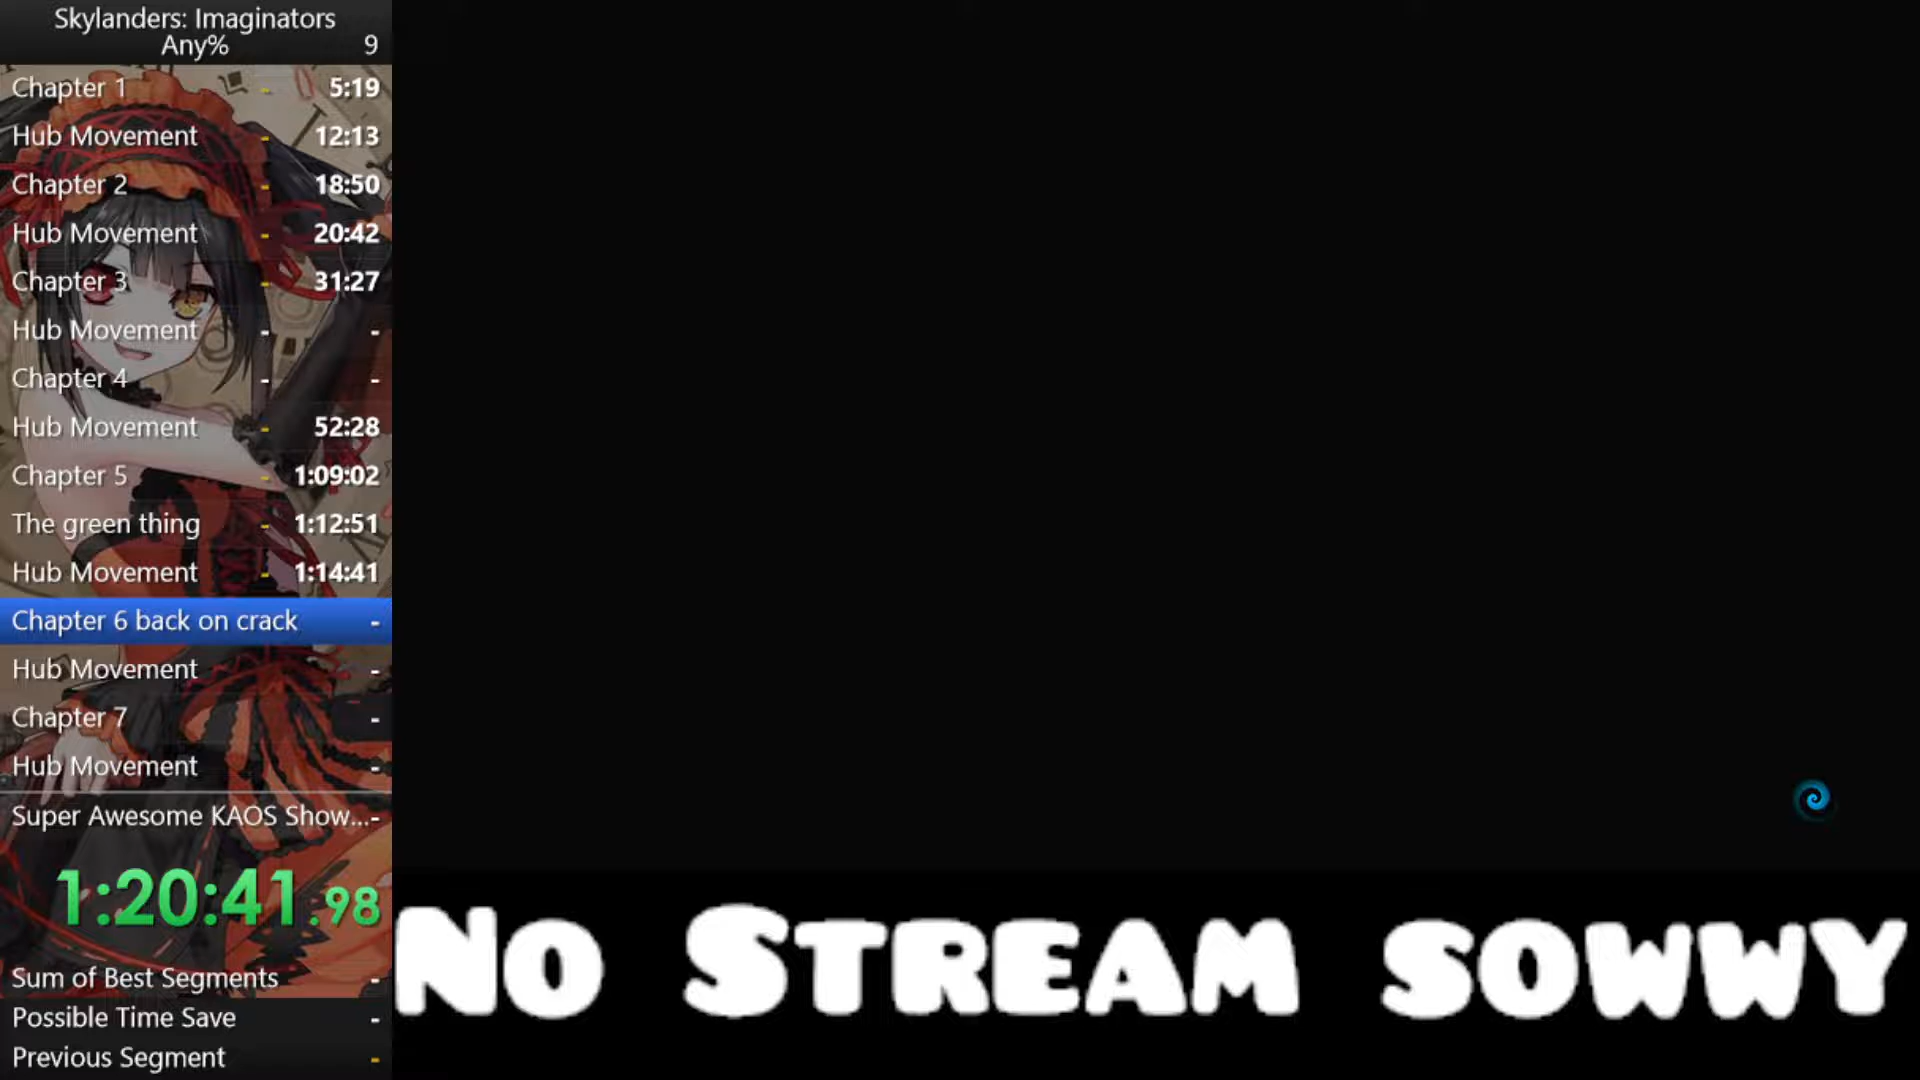 Skylanders: Imaginators
Any% 9
Chapter 1 - 5:19
Hub Movement - 12:13
Chapter 2 - 18:50
Hub Movement - 20:42
Chapter 3 - 31:27
Hub Movement - -
Chapter 4 - -
Hub Movement - 52:28
Chapter 5 - 1:09:02
The green thing - 1:12:51
Hub Movement - 1:14:41
Chapter 6 back on crack -
Hub Movement -
Chapter 7 -
Hub Movement -
Super Awesome KAOS Show...-
1:20:41.98
Sum of Best Segments -
Possible Time Save -
Previous Segment -
No Stream sowwy